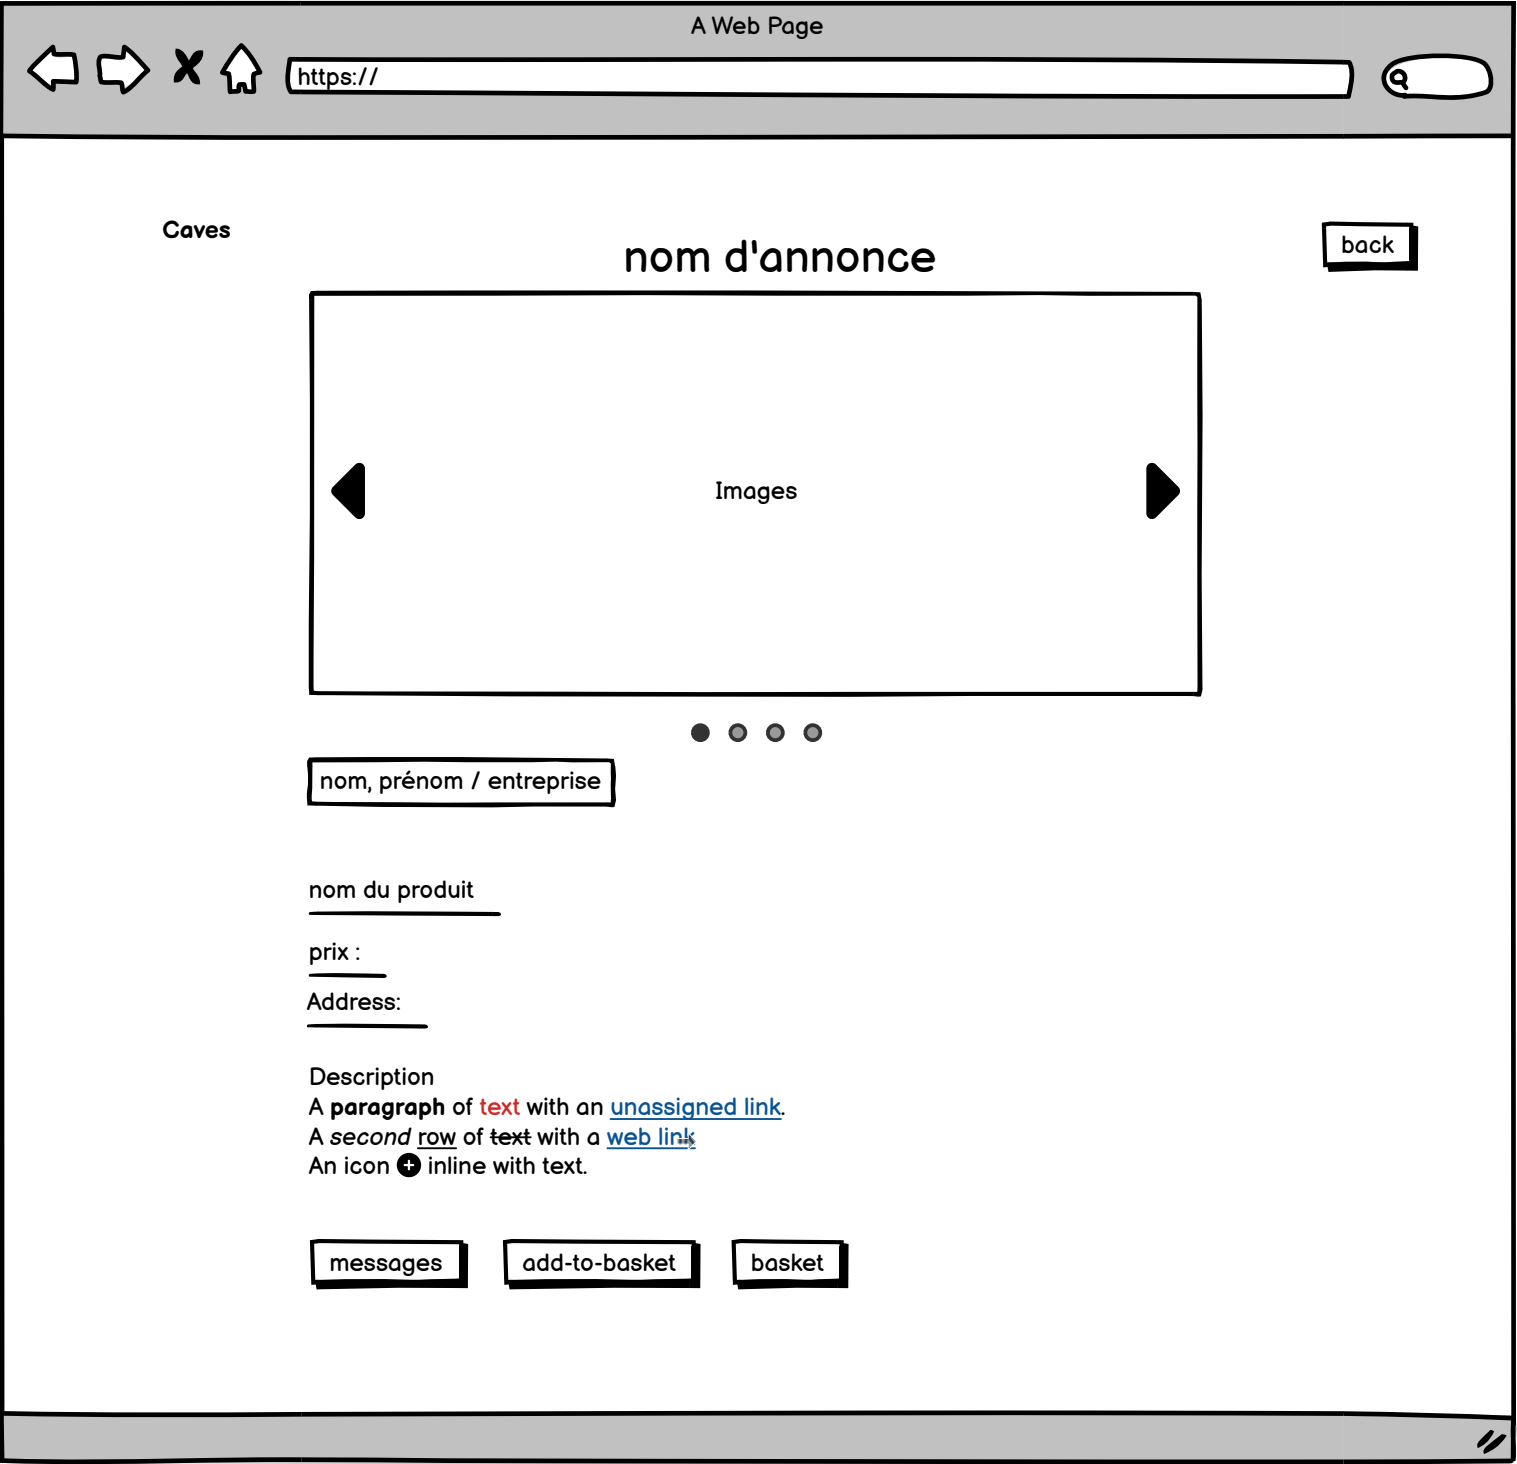 A Web Page
https://
Caves
back
nom d'annonce
Images
nom, prénom / entreprise
nom du produit
prix :
Address:
Description
A paragraph of text with an unassigned link.
A second row of text with a web link
An icon inline with text.
messages
add-to-basket
basket